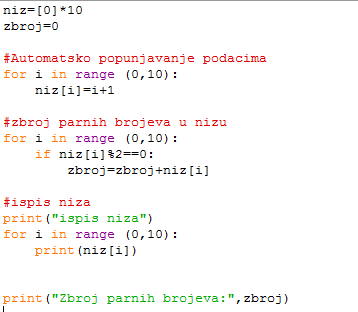 niz=[0]*10
zbroj=0
#Automatsko popunjavanje podacima
for i in range (0,10):
    niz[i]=i+1
#zbroj parnih brojeva u nizu
for i in range (0,10):
    if niz[i]%2==0:
        zbroj=zbroj+niz[i]
#ispis niza
print("ispis niza")
for i in range (0,10):
    print(niz[i])
print("Zbroj parnih brojeva:",zbroj)